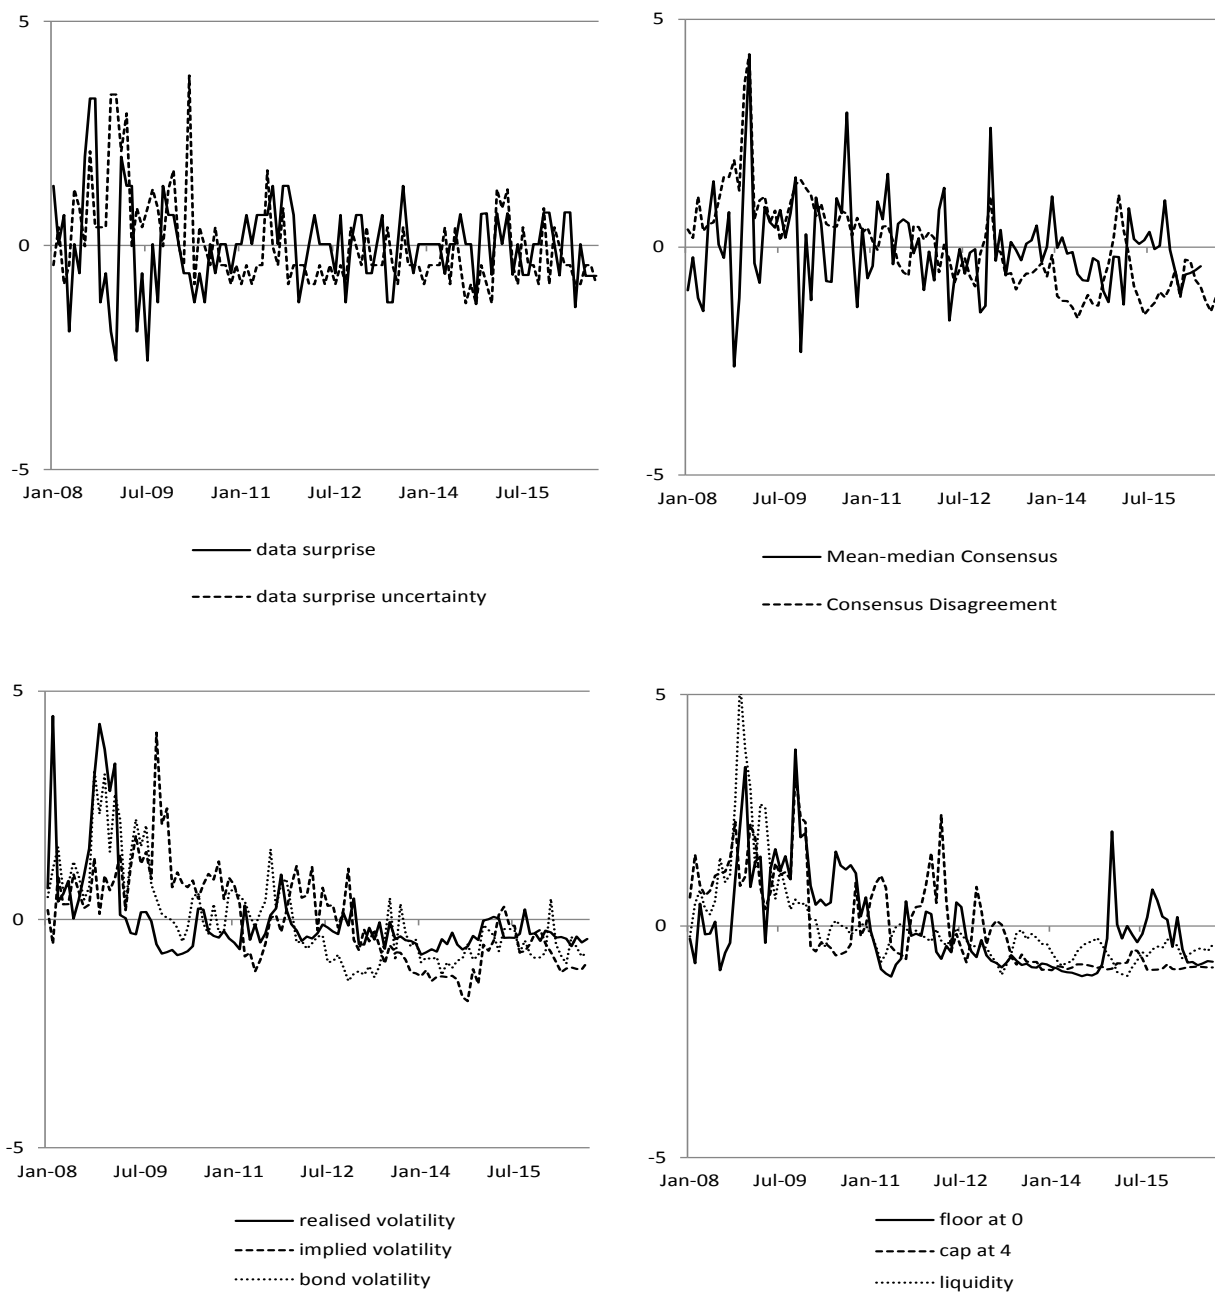 5
0
-5
Jan-08 Jul-09 Jan-11 Jul-12 Jan-14 Jul-15
data surprise
data surprise uncertainty
5
0
-5
Jan-08 Jul-09 Jan-11 Jul-12 Jan-14 Jul-15
Mean-median Consensus
Consensus Disagreement
5
0
-5
Jan-08 Jul-09 Jan-11 Jul-12 Jan-14 Jul-15
realised volatility
implied volatility
bond volatility
5
0
-5
Jan-08 Jul-09 Jan-11 Jul-12 Jan-14 Jul-15
floor at 0
cap at 4
liquidity